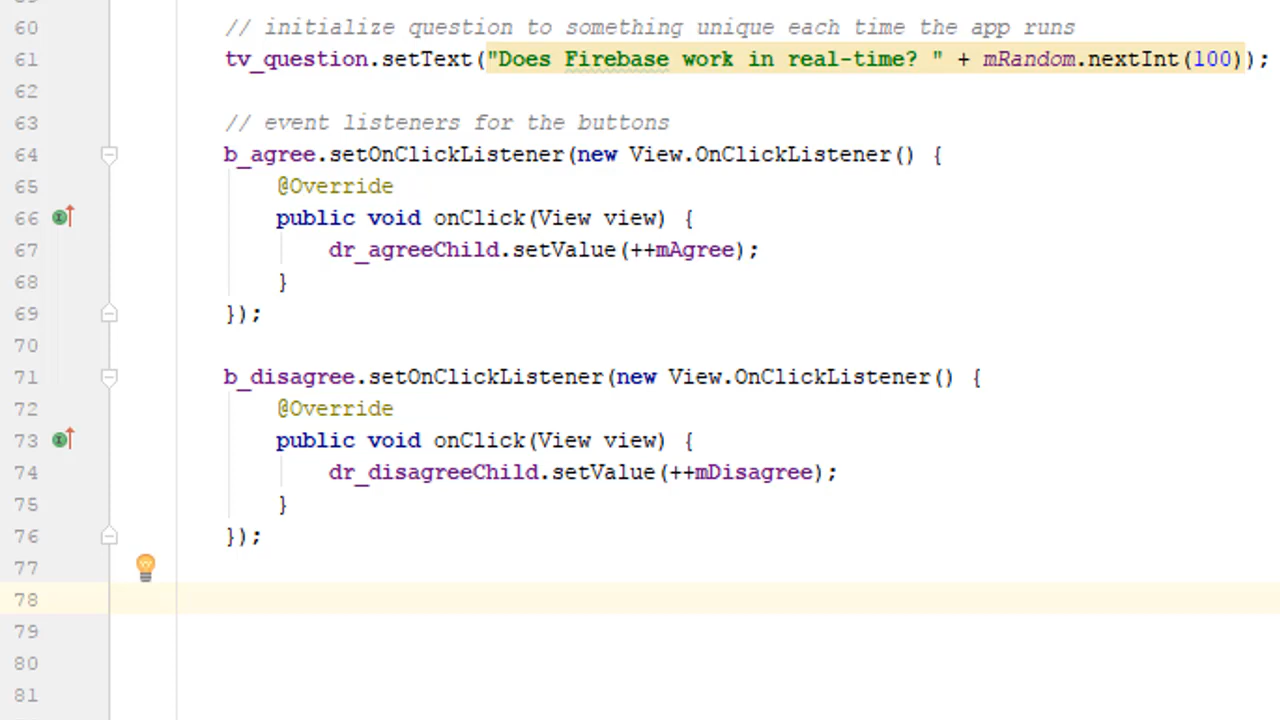 60 // initialize question to something unique each time the app runs
61 tv_question.setText("Does Firebase work in real-time? " + mRandom.nextInt(100));
62
63 // event listeners for the buttons
64 b_agree.setOnClickListener(new View.OnClickListener() {
65 @Override
66 public void onClick(View view) {
67 dr_agreeChild.setValue(++mAgree);
68 }
69 });
70
71 b_disagree.setOnClickListener(new View.OnClickListener() {
72 @Override
73 public void onClick(View view) {
74 dr_disagreeChild.setValue(++mDisagree);
75 }
76 });
77
78
79
80
81